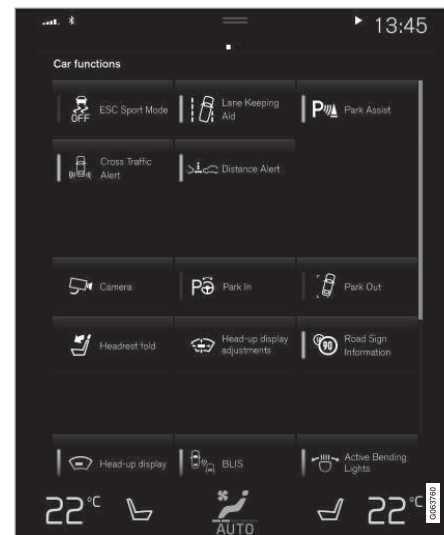 13:45
Car functions
OFF
ESC Sport Mode
Lane Keeping
Aid
P
Park Assist
Cross Traffic
Alert
Distance Alert
Camera
P
Park In
Park Out
Headrest fold
Head-up display
adjustments
90
Road Sign
Information
Head-up display
BLIS
Active Bending
Lights
22°C
AUTO
22°C
G063760